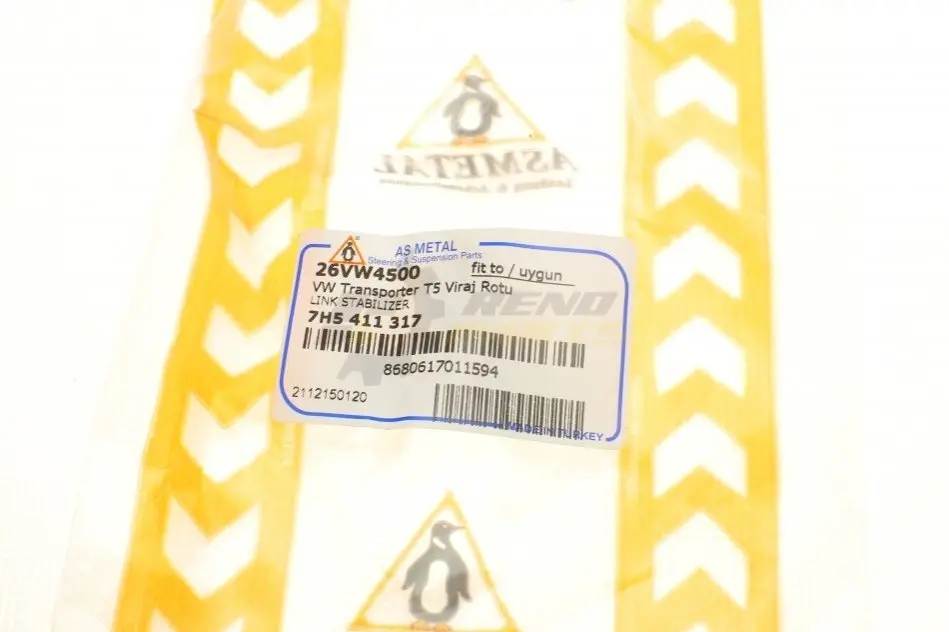 ASMETAL
AS METAL
Steering & Suspension Parts
26VW4500 fit to / uygun
VW Transporter T5 Viraj Rotu
LINK STABILIZER
7H5 411 317
REND
8680617011594
2112150120
MADE IN TURKEY